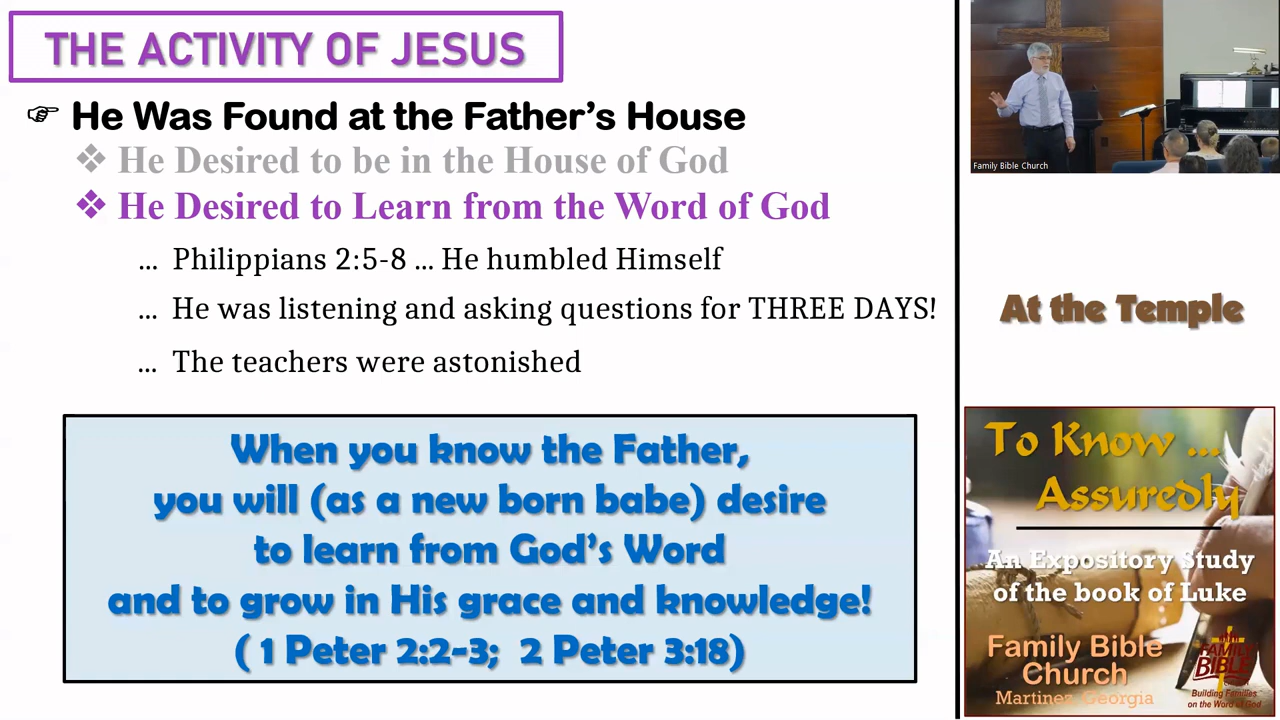 THE ACTIVITY OF JESUS
☞ He Was Found at the Father’s House
❖ He Desired to be in the House of God
❖ He Desired to Learn from the Word of God
... Philippians 2:5-8 ... He humbled Himself
... He was listening and asking questions for THREE DAYS!
... The teachers were astonished
When you know the Father,
you will (as a new born babe) desire
to learn from God’s Word
and to grow in His grace and knowledge!
( 1 Peter 2:2-3; 2 Peter 3:18)
Family Bible Church
At the Temple
To Know ...
Assuredly
An Expository Study
of the book of Luke
Family Bible
Church
Martinez, Georgia
FAMILY
BIBLE
Building Families
on the Word of God